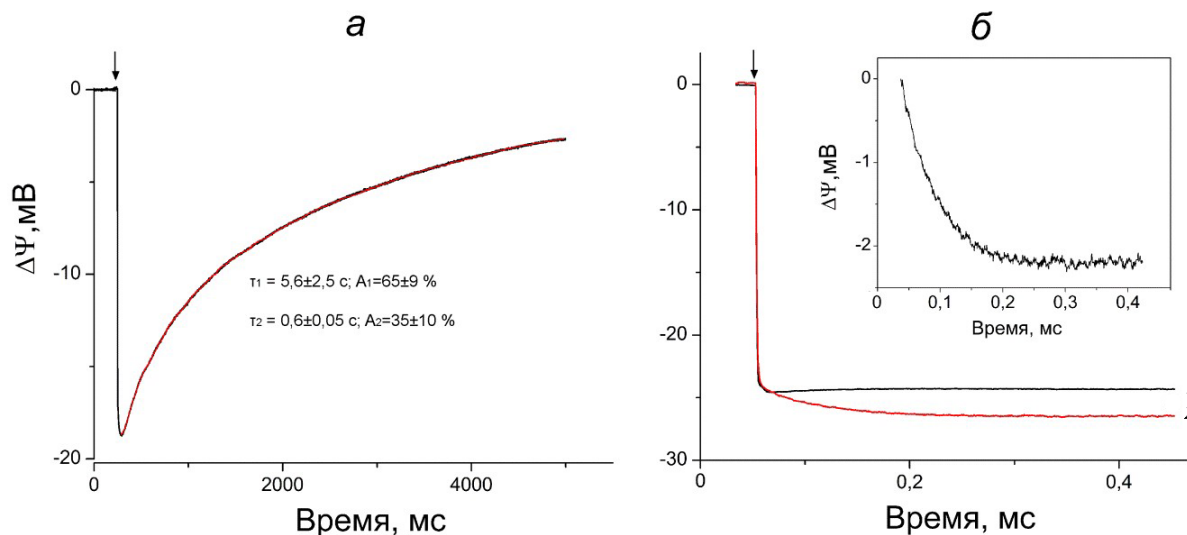 а
0
-10
-20
ΔΨ,мВ
τ₁ = 5,6±2,5 с; A₁=65±9 %
τ₂ = 0,6±0,05 с; A₂=35±10 %
0
2000
4000
Время, мс
б
0
-10
-20
-30
0
0,2
0,4
Время, мс
0
-1
-2
ΔΨ,мВ
0
0,1
0,2
0,3
0,4
Время, мс